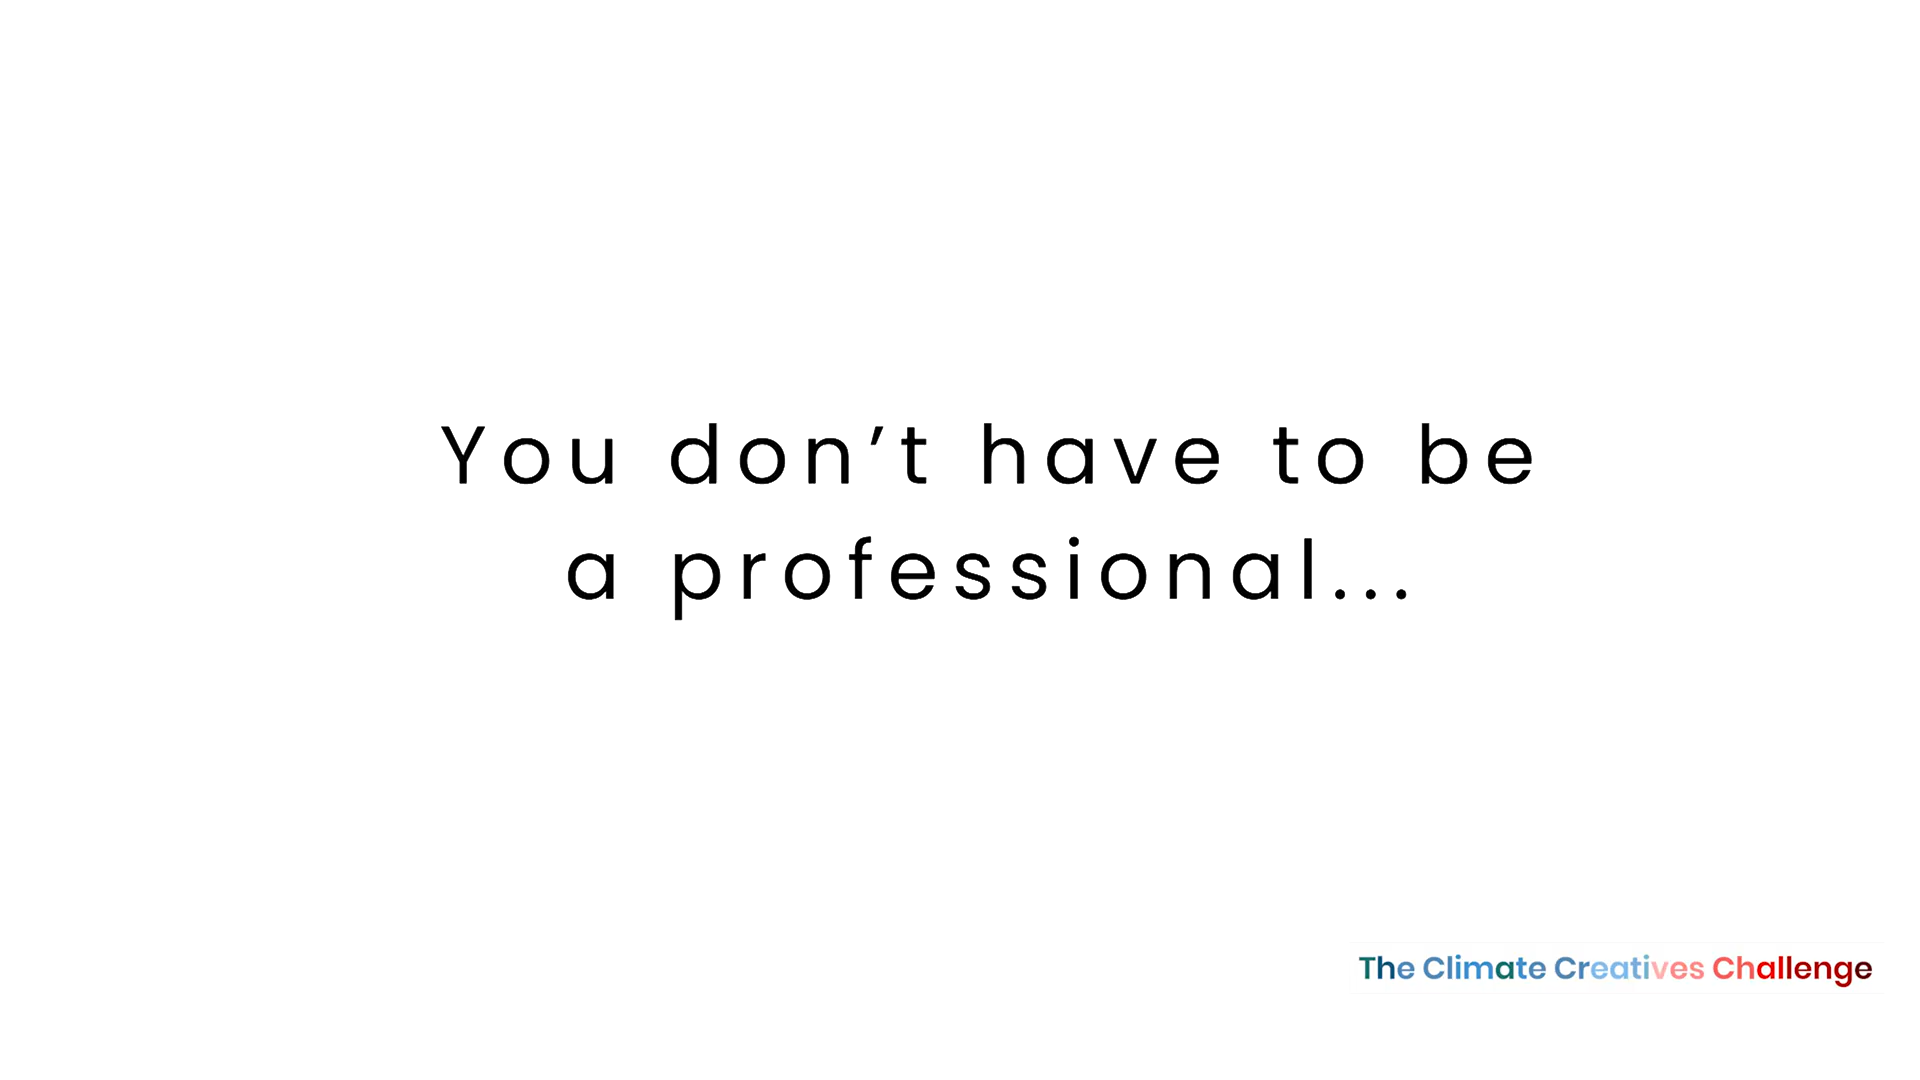 You don’t have to be
a professional...
The Climate Creatives Challenge